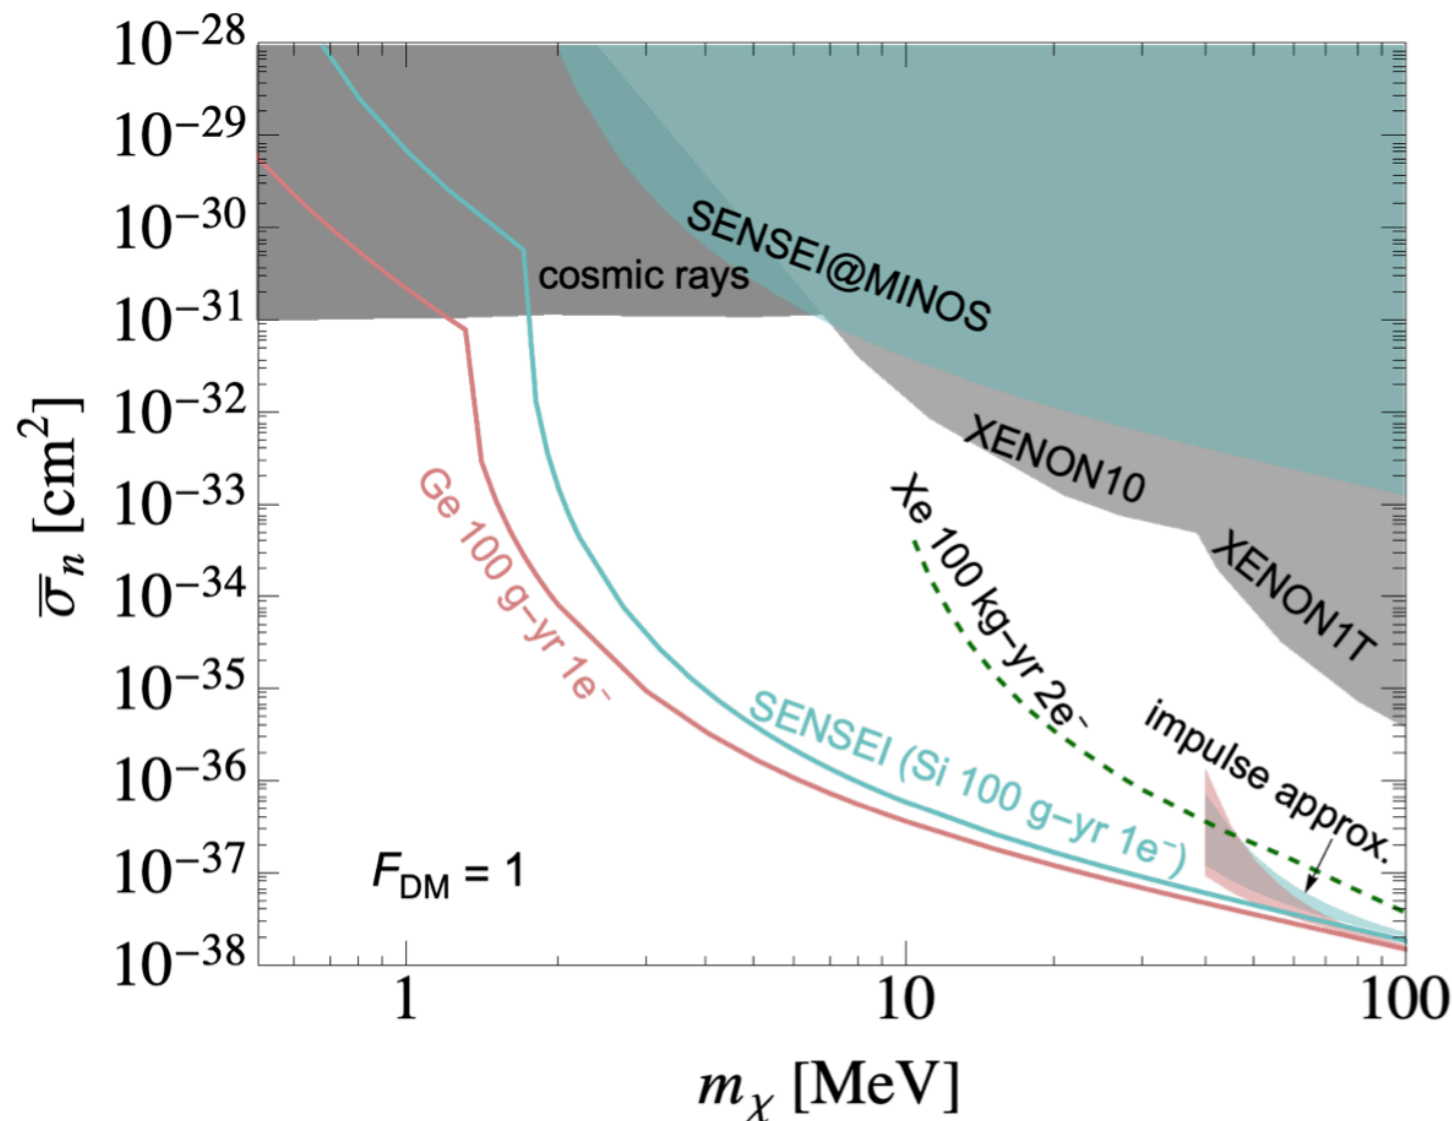 10⁻²⁸
10⁻²⁹
10⁻³⁰
10⁻³¹
10⁻³²
10⁻³³
10⁻³⁴
10⁻³⁵
10⁻³⁶
10⁻³⁷
10⁻³⁸
σ̿ₙ [cm²]
SENSEI@MINOS
cosmic rays
XENON10
XENON1T
Ge 100 g–yr 1e⁻
Xe 100 kg–yr 2e⁻
SENSEI (Si 100 g–yr 1e⁻)
impulse approx.
F_DM = 1
1 10 100
m_χ [MeV]